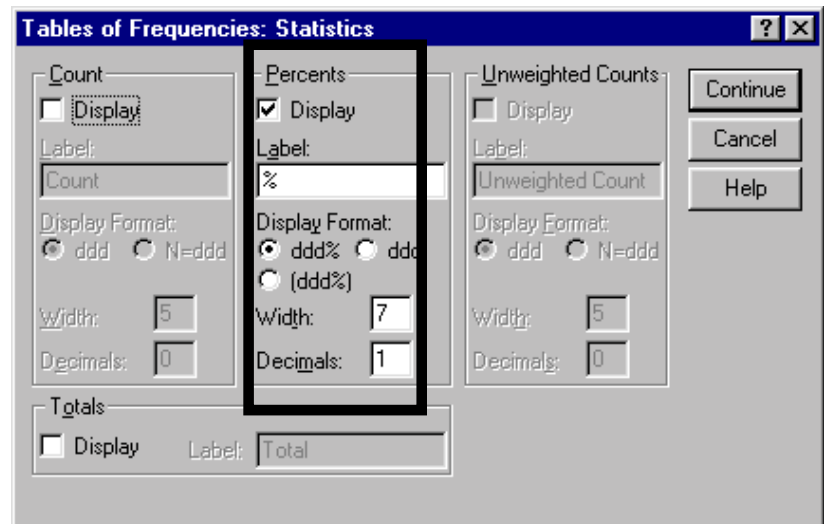 Tables of Frequencies: Statistics
Count
Display
Label:
Count
Display Format:
ddd N=ddd
Width: 5
Decimals: 0
Percents
Display
Label:
%
Display Format:
ddd% ddd
(ddd%)
Width: 7
Decimals: 1
Unweighted Counts
Display
Label:
Unweighted Count
Display Format:
ddd N=ddd
Width: 5
Decimals: 0
Continue
Cancel
Help
Totals
Display Label: Total